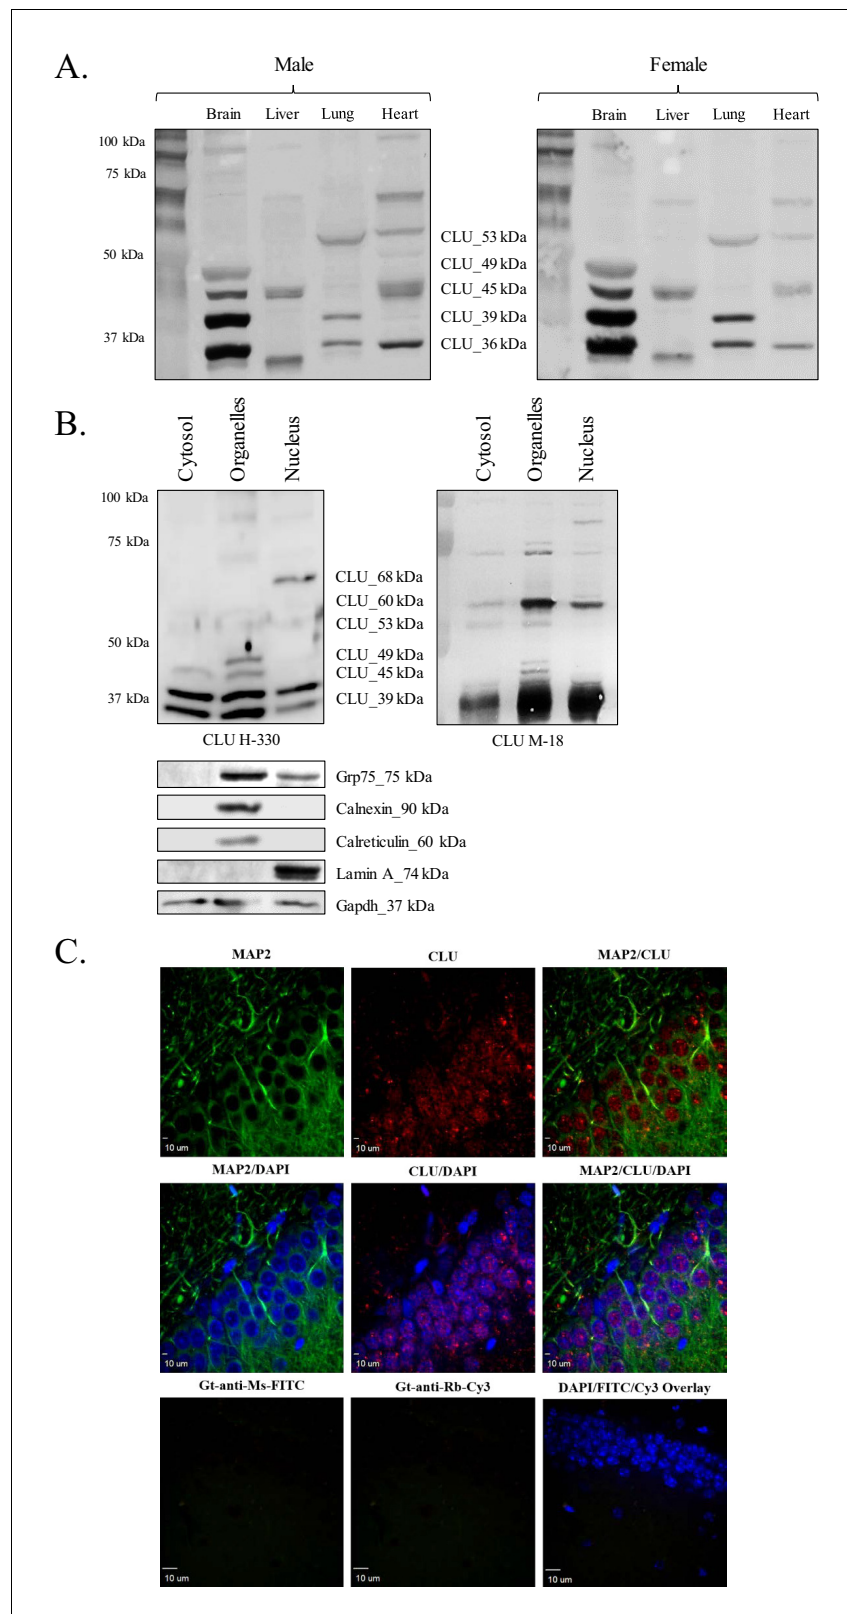 A.
Male
Female
Brain Liver Lung Heart
Brain Liver Lung Heart
100 kDa
75 kDa
50 kDa
37 kDa
CLU_53 kDa
CLU_49 kDa
CLU_45 kDa
CLU_39 kDa
CLU_36 kDa
B.
Cytosol
Organelles
Nucleus
Cytosol
Organelles
Nucleus
100 kDa
75 kDa
50 kDa
37 kDa
CLU_68 kDa
CLU_60 kDa
CLU_53 kDa
CLU_49 kDa
CLU_45 kDa
CLU_39 kDa
CLU H-330
CLU M-18
Grp75_75 kDa
Calnexin_90 kDa
Calreticulin_60 kDa
Lamin A_74 kDa
Gapdh_37 kDa
C.
MAP2
CLU
MAP2/CLU
10 um
10 um
10 um
MAP2/DAPI
CLU/DAPI
MAP2/CLU/DAPI
10 um
10 um
10 um
Gt-anti-Ms-FITC
Gt-anti-Rb-Cy3
DAPI/FITC/Cy3 Overlay
10 um
10 um
10 um